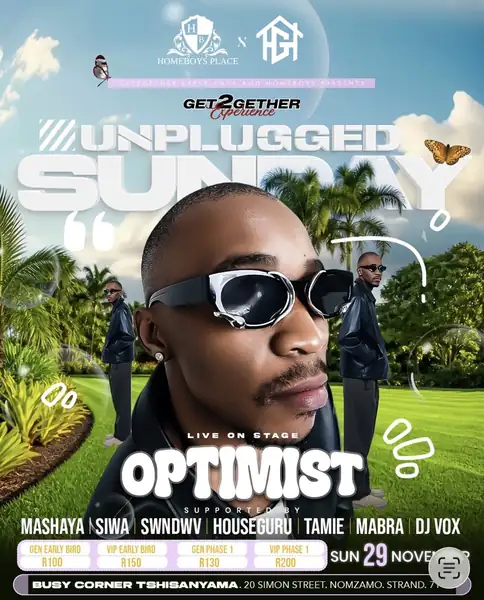 HB
HOMEBOYS PLACE
X
GET2GETHER
Experience
UNPLUGGED
SUNDAY
LIVE ON STAGE
OPTIMIST
SUPPORTED BY
MASHAYA | SIWA | SWNDWV | HOUSEGURU | TAMIE | MABRA | DJ VOX
GEN EARLY BIRD VIP EARLY BIRD GEN PHASE 1 VIP PHASE 1
R100 R150 R130 R200
SUN 29 NOVEMBER
BUSY CORNER TSHISANYAMA. 20 SIMON STREET, NOMZAMO. STRAND.